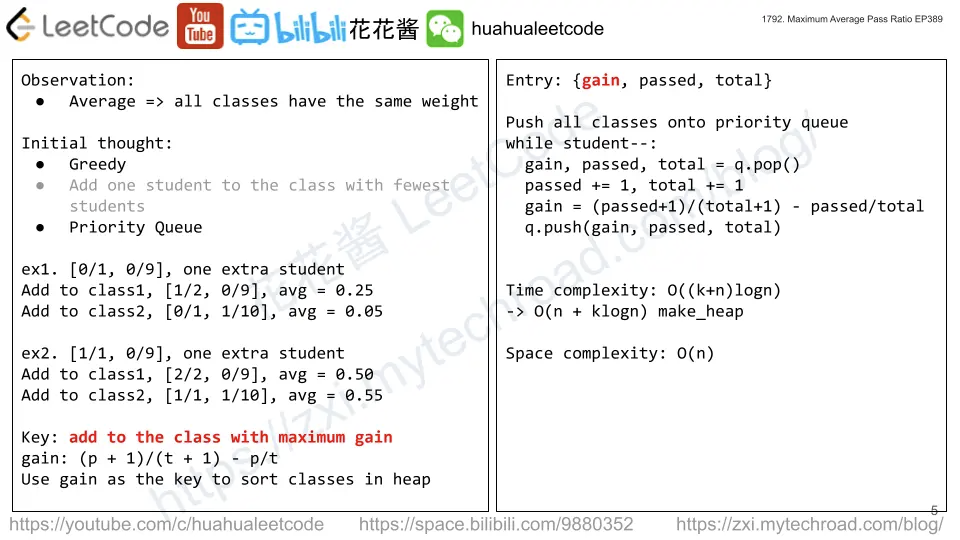 LeetCode
You
Tube
bilibili
花花酱
huahualeetcode
1792. Maximum Average Pass Ratio EP389
Observation:
● Average => all classes have the same weight
Initial thought:
● Greedy
● Add one student to the class with fewest
students
● Priority Queue
ex1. [0/1, 0/9], one extra student
Add to class1, [1/2, 0/9], avg = 0.25
Add to class2, [0/1, 1/10], avg = 0.05
ex2. [1/1, 0/9], one extra student
Add to class1, [2/2, 0/9], avg = 0.50
Add to class2, [1/1, 1/10], avg = 0.55
Key: add to the class with maximum gain
gain: (p + 1)/(t + 1) - p/t
Use gain as the key to sort classes in heap
Entry: {gain, passed, total}
Push all classes onto priority queue
while student--:
gain, passed, total = q.pop()
passed += 1, total += 1
gain = (passed+1)/(total+1) - passed/total
q.push(gain, passed, total)
Time complexity: O((k+n)logn)
-> O(n + klogn) make_heap
Space complexity: O(n)
花花酱 LeetCode
https://zxi.mytechroad.com/blog/
5
https://youtube.com/c/huahualeetcode
https://space.bilibili.com/9880352
https://zxi.mytechroad.com/blog/